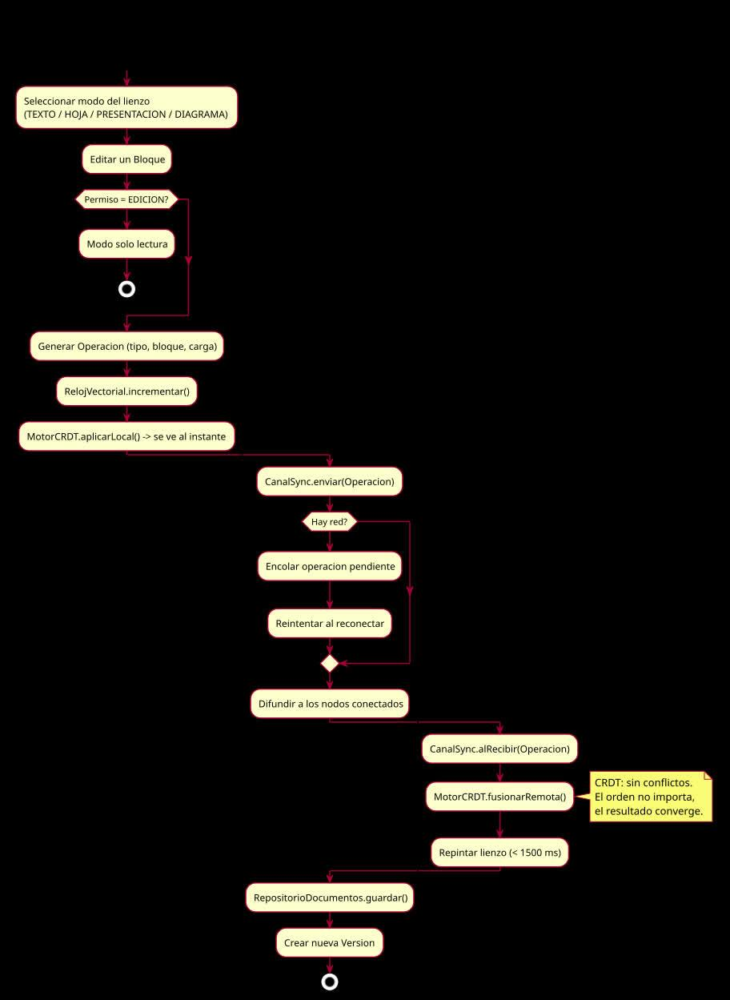 Seleccionar modo del lienzo
(TEXTO / HOJA / PRESENTACION / DIAGRAMA)
Editar un Bloque
Permiso = EDICION?
Modo solo lectura
Generar Operacion (tipo, bloque, carga)
RelojVectorial.incrementar()
MotorCRDT.aplicarLocal() -> se ve al instante
CanalSync.enviar(Operacion)
Hay red?
Encolar operacion pendiente
Reintentar al reconectar
Difundir a los nodos conectados
CanalSync.alRecibir(Operacion)
MotorCRDT.fusionarRemota()
CRDT: sin conflictos.
El orden no importa,
el resultado converge.
Repintar lienzo (< 1500 ms)
RepositorioDocumentos.guardar()
Crear nueva Version